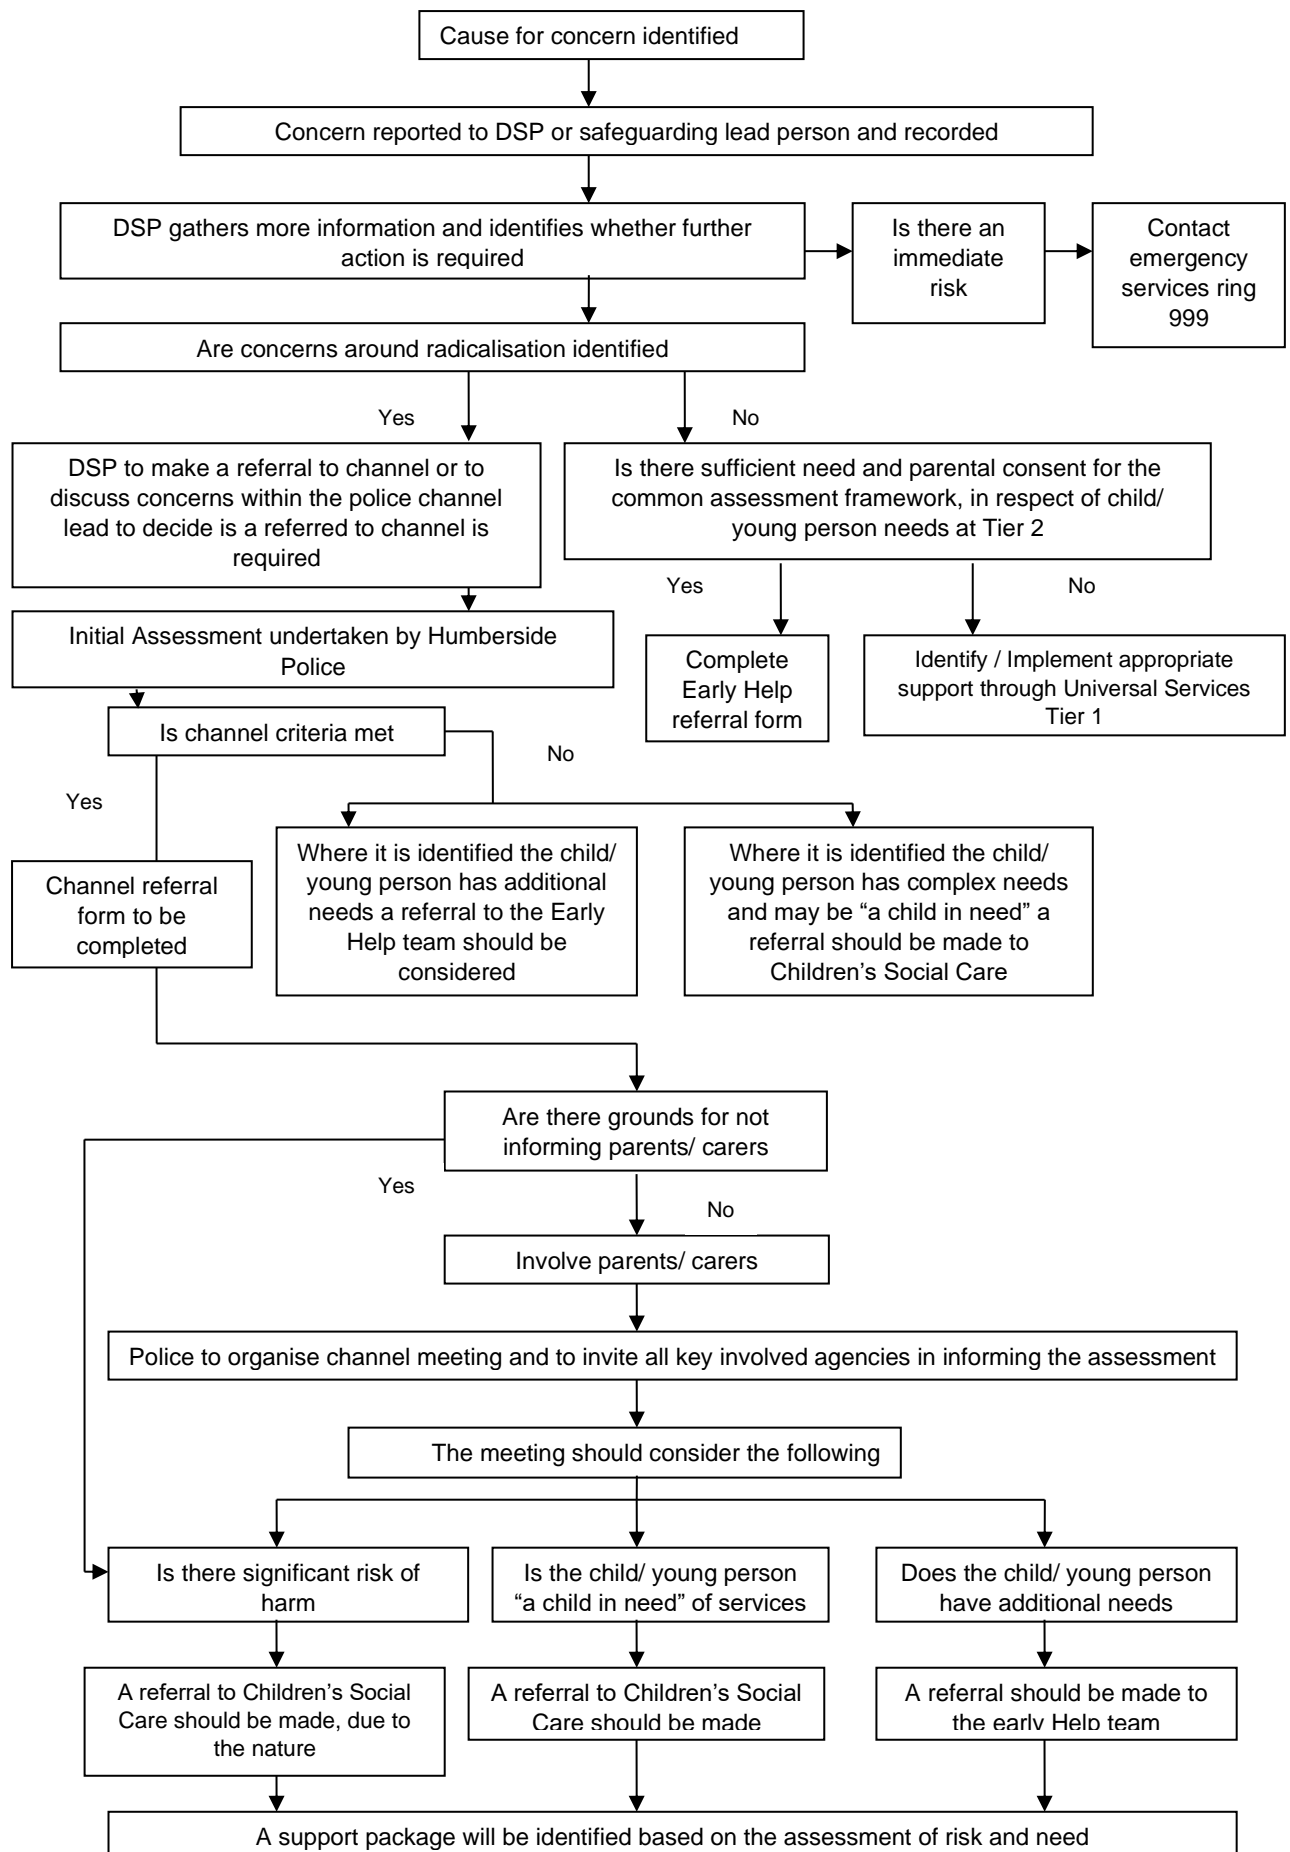 Cause for concern identified
Concern reported to DSP or safeguarding lead person and recorded
DSP gathers more information and identifies whether further
action is required
Is there an
immediate
risk
Contact
emergency
services ring
999
Are concerns around radicalisation identified
Yes
No
DSP to make a referral to channel or to
discuss concerns within the police channel
lead to decide is a referred to channel is
required
Is there sufficient need and parental consent for the
common assessment framework, in respect of child/
young person needs at Tier 2
Yes
No
Initial Assessment undertaken by Humberside
Police
Complete
Early Help
referral form
Identify / Implement appropriate
support through Universal Services
Tier 1
Is channel criteria met
No
Yes
Channel referral
form to be
completed
Where it is identified the child/
young person has additional
needs a referral to the Early
Help team should be
considered
Where it is identified the child/
young person has complex needs
and may be “a child in need” a
referral should be made to
Children’s Social Care
Are there grounds for not
informing parents/ carers
Yes
No
Involve parents/ carers
Police to organise channel meeting and to invite all key involved agencies in informing the assessment
The meeting should consider the following
Is there significant risk of
harm
Is the child/ young person
“a child in need” of services
Does the child/ young person
have additional needs
A referral to Children’s Social
Care should be made, due to
the nature
A referral to Children’s Social
Care should be made
A referral should be made to
the early Help team
A support package will be identified based on the assessment of risk and need